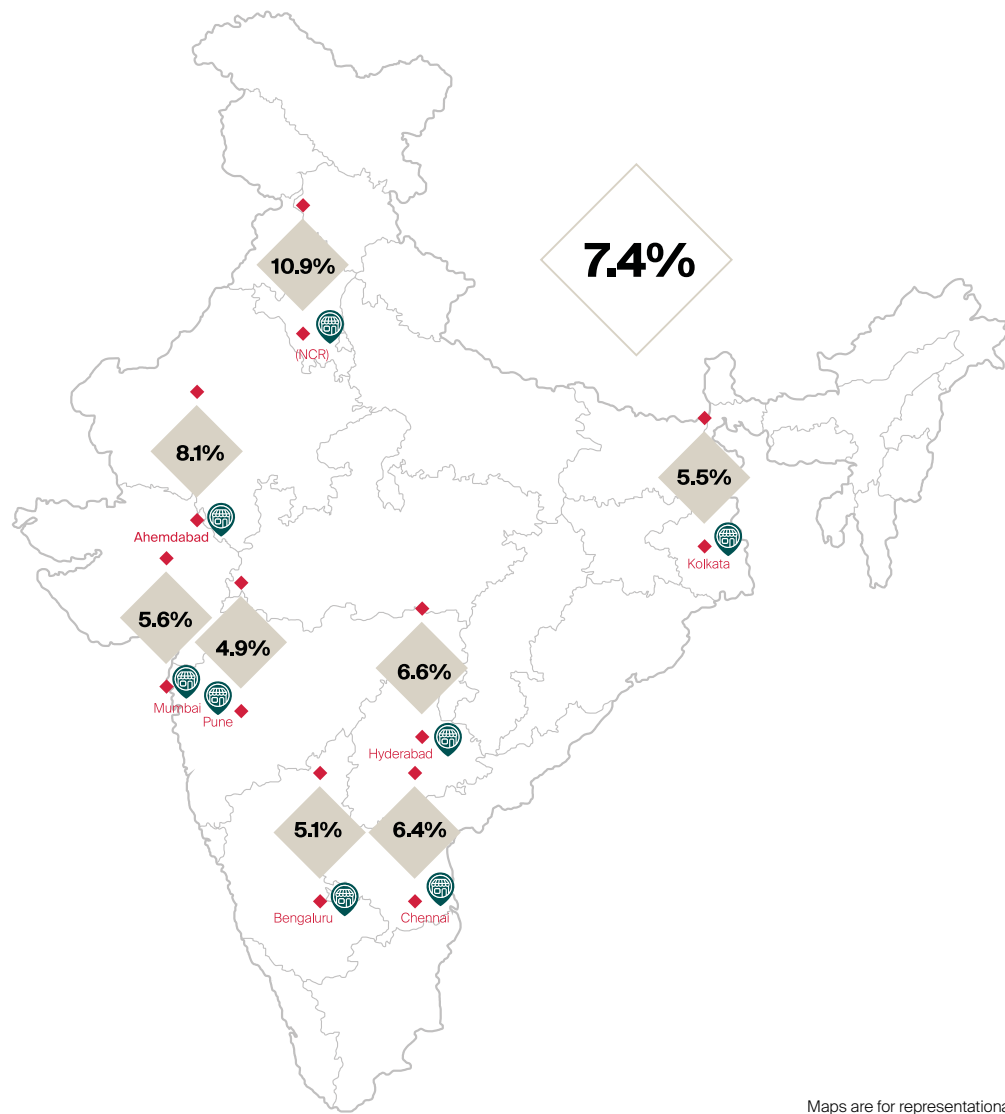 7.4%
10.9%
(NCR)
8.1%
Ahemdabad
5.5%
Kolkata
5.6%
Mumbai
4.9%
Pune
6.6%
Hyderabad
5.1%
Bengaluru
6.4%
Chennai
Maps are for representationa